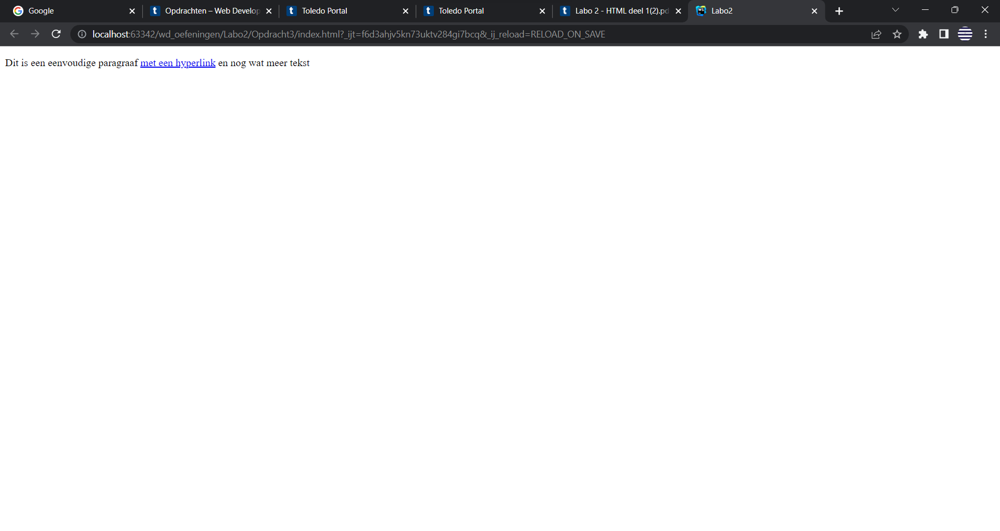 Google
Opdrachten – Web Develop
Toledo Portal
Toledo Portal
Labo 2 - HTML deel 1(2).pd
WS Labo2
localhost:63342/wd_oefeningen/Labo2/Opdracht3/index.html?_ijt=f6d3ahjv5kn73uktv284gi7bcq&_ij_reload=RELOAD_ON_SAVE
Dit is een eenvoudige paragraaf met een hyperlink en nog wat meer tekst